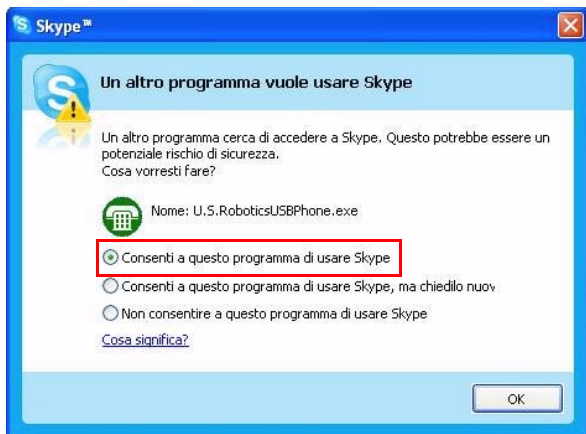 Skype™
Un altro programma vuole usare Skype
Un altro programma cerca di accedere a Skype. Questo potrebbe essere un
potenziale rischio di sicurezza.
Cosa vorresti fare?
Nome: U.S.RoboticsUSBPhone.exe
Consenti a questo programma di usare Skype
Consenti a questo programma di usare Skype, ma chiedilo nuov
Non consentire a questo programma di usare Skype
Cosa significa?
OK